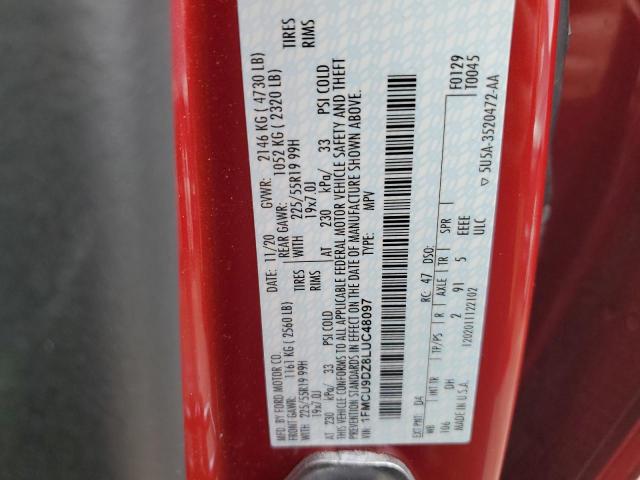 MFD. BY FORD MOTOR CO.
DATE: 11/20 GVWR: 2146 KG ( 4730 LB)
FRONT GAWR: 1161 KG ( 2560 LB) REAR GAWR: 1052 KG ( 2320 LB)
WITH 225/55R19 99H TIRES WITH 225/55R19 99H TIRES
19x7.0J RIMS 19x7.0J RIMS
AT 230 kPa/ 33 PSI COLD AT 230 kPa/ 33 PSI COLD
THIS VEHICLE CONFORMS TO ALL APPLICABLE FEDERAL MOTOR VEHICLE SAFETY AND THEFT
PREVENTION STANDARDS IN EFFECT ON THE DATE OF MANUFACTURE SHOWN ABOVE.
VIN: 1FMCU9DZ8LUC48097 TYPE: MPV
F0129
T0045
EXT PNT: D4 RC: 47 DSO:
WB INT TR TP/PS R AXLE TR SPR
106 DH 2 91 5 EEEE
ULC
MADE IN U.S.A. 12020111122102
5U5A-3520472-AA